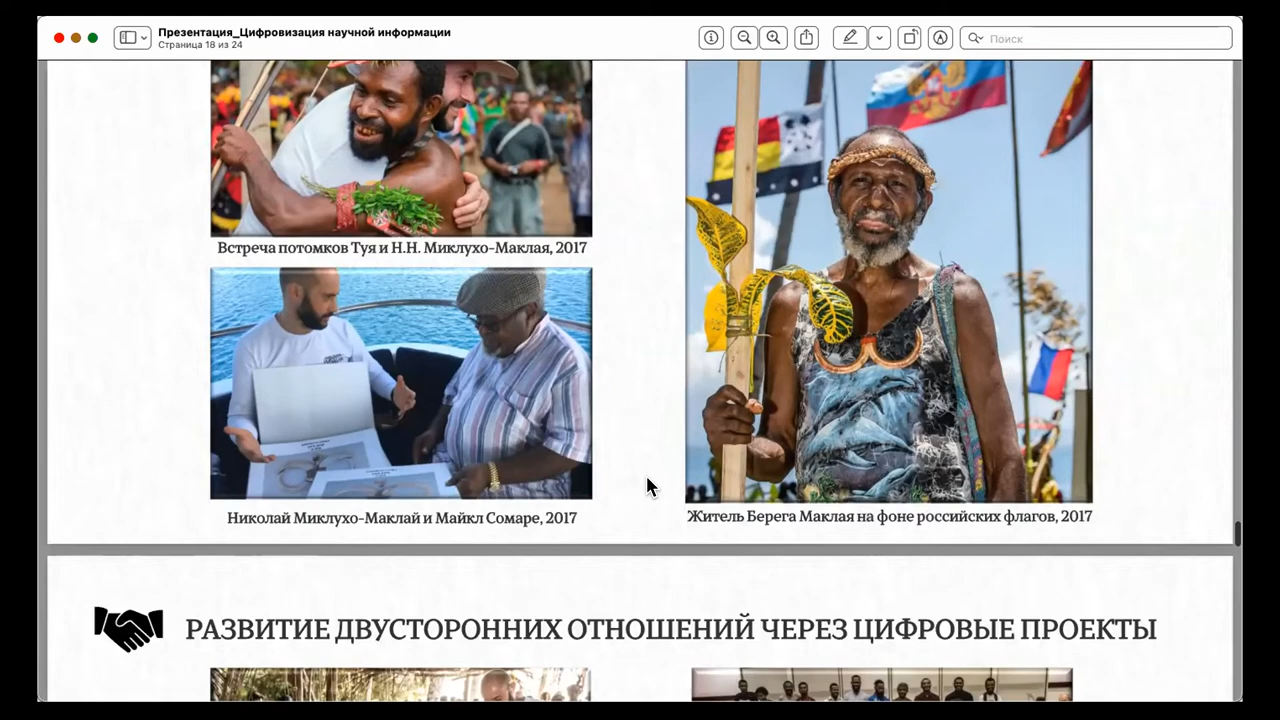 Презентация_Цифровизация научной информации
Страница 18 из 24
Поиск
Встреча потомков Туя и Н.Н. Миклухо-Маклая, 2017
Николай Миклухо-Маклай и Майкл Сомаре, 2017
Житель Берега Маклая на фоне российских флагов, 2017
РАЗВИТИЕ ДВУСТОРОННИХ ОТНОШЕНИЙ ЧЕРЕЗ ЦИФРОВЫЕ ПРОЕКТЫ